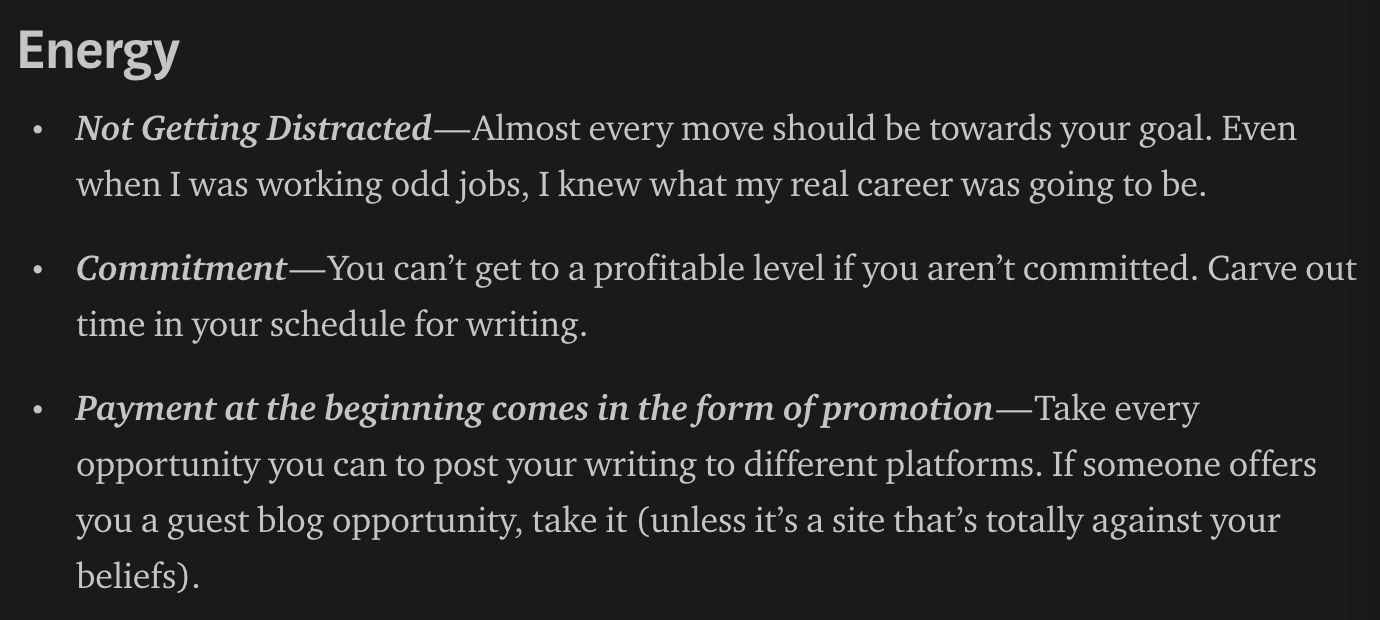 Energy
• Not Getting Distracted—Almost every move should be towards your goal. Even
when I was working odd jobs, I knew what my real career was going to be.
• Commitment—You can’t get to a profitable level if you aren’t committed. Carve out
time in your schedule for writing.
• Payment at the beginning comes in the form of promotion—Take every
opportunity you can to post your writing to different platforms. If someone offers
you a guest blog opportunity, take it (unless it’s a site that’s totally against your
beliefs).